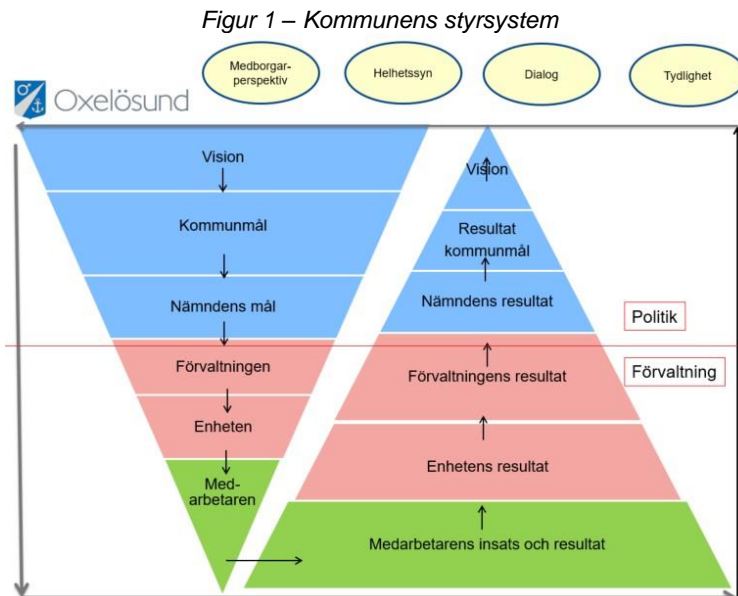 Figur 1 – Kommunens styrsystem
Medborgar-
perspektiv
Helhetssyn
Dialog
Tydlighet
Oxelösund
Vision
Kommunmål
Nämndens mål
Förvaltningen
Enheten
Med-
arbetaren
Vision
Resultat
kommunmål
Nämndens resultat
Politik
Förvaltning
Förvaltningens resultat
Enhetens resultat
Medarbetarens insats och resultat